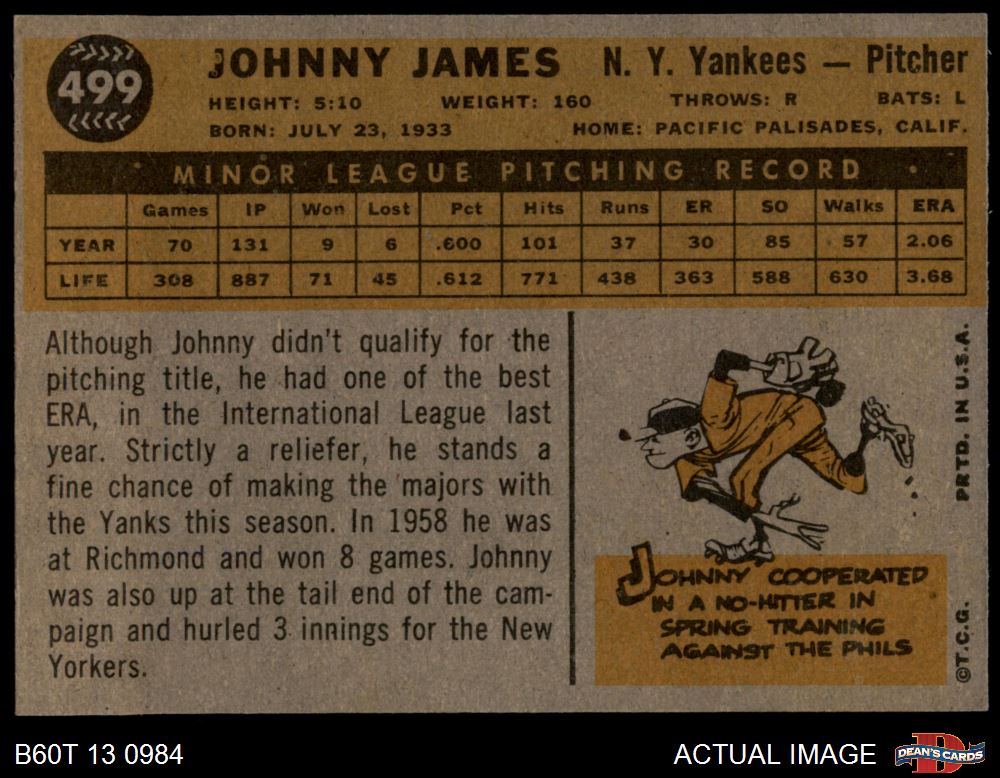 499
JOHNNY JAMES N. Y. Yankees — Pitcher
HEIGHT: 5:10 WEIGHT: 160 THROWS: R BATS: L
BORN: JULY 23, 1933 HOME: PACIFIC PALISADES, CALIF.
MINOR LEAGUE PITCHING RECORD
Games IP Won Lost Pct Hits Runs ER SO Walks ERA
YEAR 70 131 9 6 .600 101 37 30 85 57 2.06
LIFE 308 887 71 45 .612 771 438 363 588 630 3.68
Although Johnny didn't qualify for the
pitching title, he had one of the best
ERA, in the International League last
year. Strictly a reliefer, he stands a
fine chance of making the majors with
the Yanks this season. In 1958 he was
at Richmond and won 8 games. Johnny
was also up at the tail end of the cam-
paign and hurled 3 innings for the New
Yorkers.
JOHNNY COOPERATED
IN A NO-HITTER IN
SPRING TRAINING
AGAINST THE PHILS
©T.C.G. PRTD. IN U.S.A.
B60T 13 0984 ACTUAL IMAGE DEAN'S CARDS